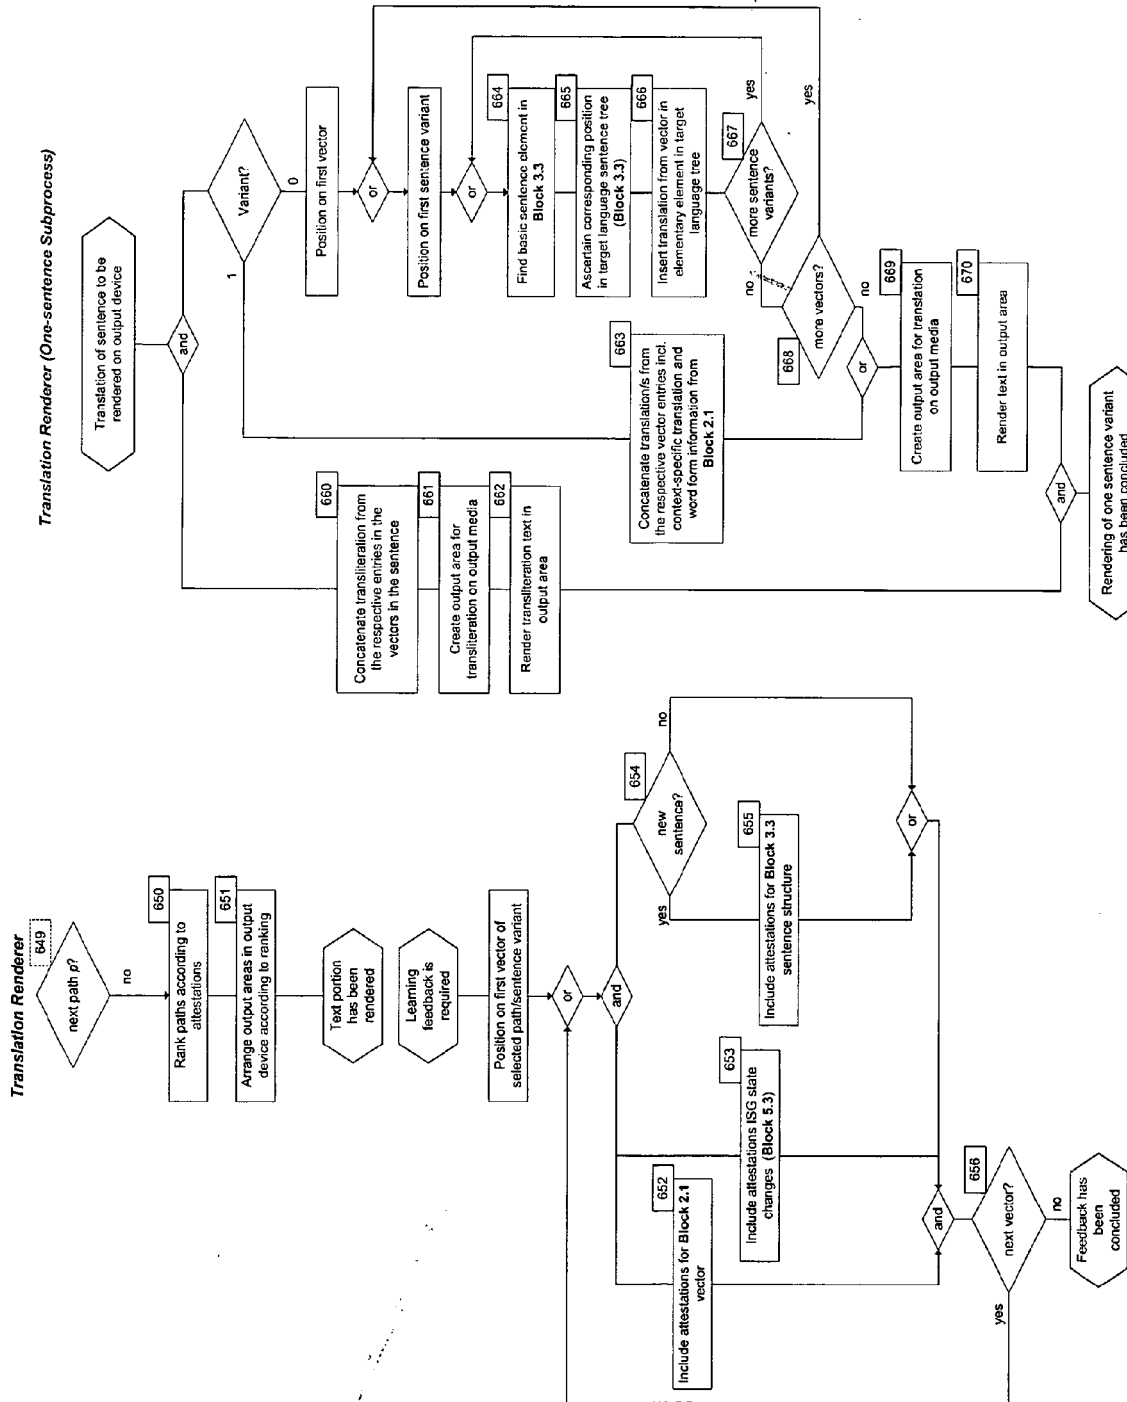 Translation Renderer (One-sentence Subprocess)
Translation of sentence to be
rendered on output device
and
Variant?
1
0
Position on first vector
or
Position on first sentence variant
or
664
Find basic sentence element in
Block 3.3
665
Ascertain corresponding position
in target language sentence tree
(Block 3.3)
666
Insert translation from vector in
elementary element in target
language tree
667
more sentence
variants?
yes
no
668
more vectors?
yes
no
or
663
Concatenate translation/s from
the respective vector entries incl.
context-specific translation and
word form information from
Block 2.1
669
Create output area for translation
on output media
670
Render text in output area
660
Concatenate transliteration from
the respective entries in the
vectors in the sentence
661
Create output area for
transliteration on output media
662
Render transliteration text in
output area
and
Rendering of one sentence variant
has been concluded
Translation Renderer
649
next path p?
no
650
Rank paths according to
attestations
651
Arrange output areas in output
device according to ranking
Text portion
has been
rendered
Learning
feedback is
required
Position on first vector of
selected path/sentence variant
or
and
654
new
sentence?
yes
no
655
Include attestations for Block 3.3
sentence structure
or
653
Include attestations ISG state
changes (Block 5.3)
652
Include attestations for Block 2.1
vector
and
656
next vector?
yes
no
Feedback has
been
concluded